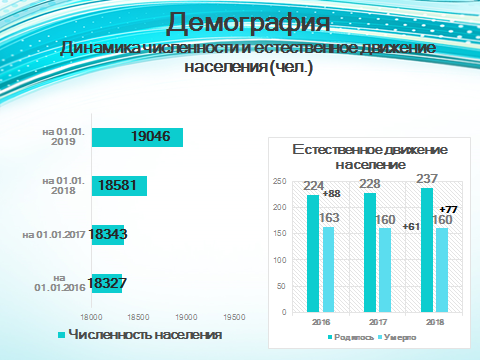 Демография
Динамика численности и естественное движение
населения (чел.)
на 01.01.
2019
19046
на 01.01.
2018
18581
на 01.01.2017
18343
на
01.01.2016
18327
18000 18500 19000 19500
Численность населения
Естественное движение
население
250
200
150
100
50
0
224
+88
163
228
160
+61
237
+77
160
2016 2017 2018
Родилось Умерло